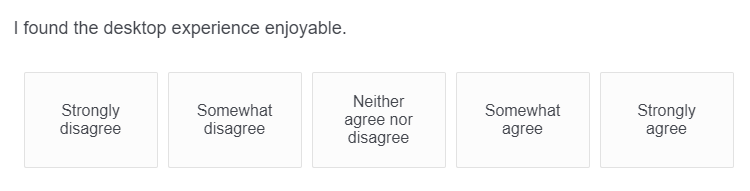 I found the desktop experience enjoyable.
Strongly
disagree
Somewhat
disagree
Neither
agree nor
disagree
Somewhat
agree
Strongly
agree